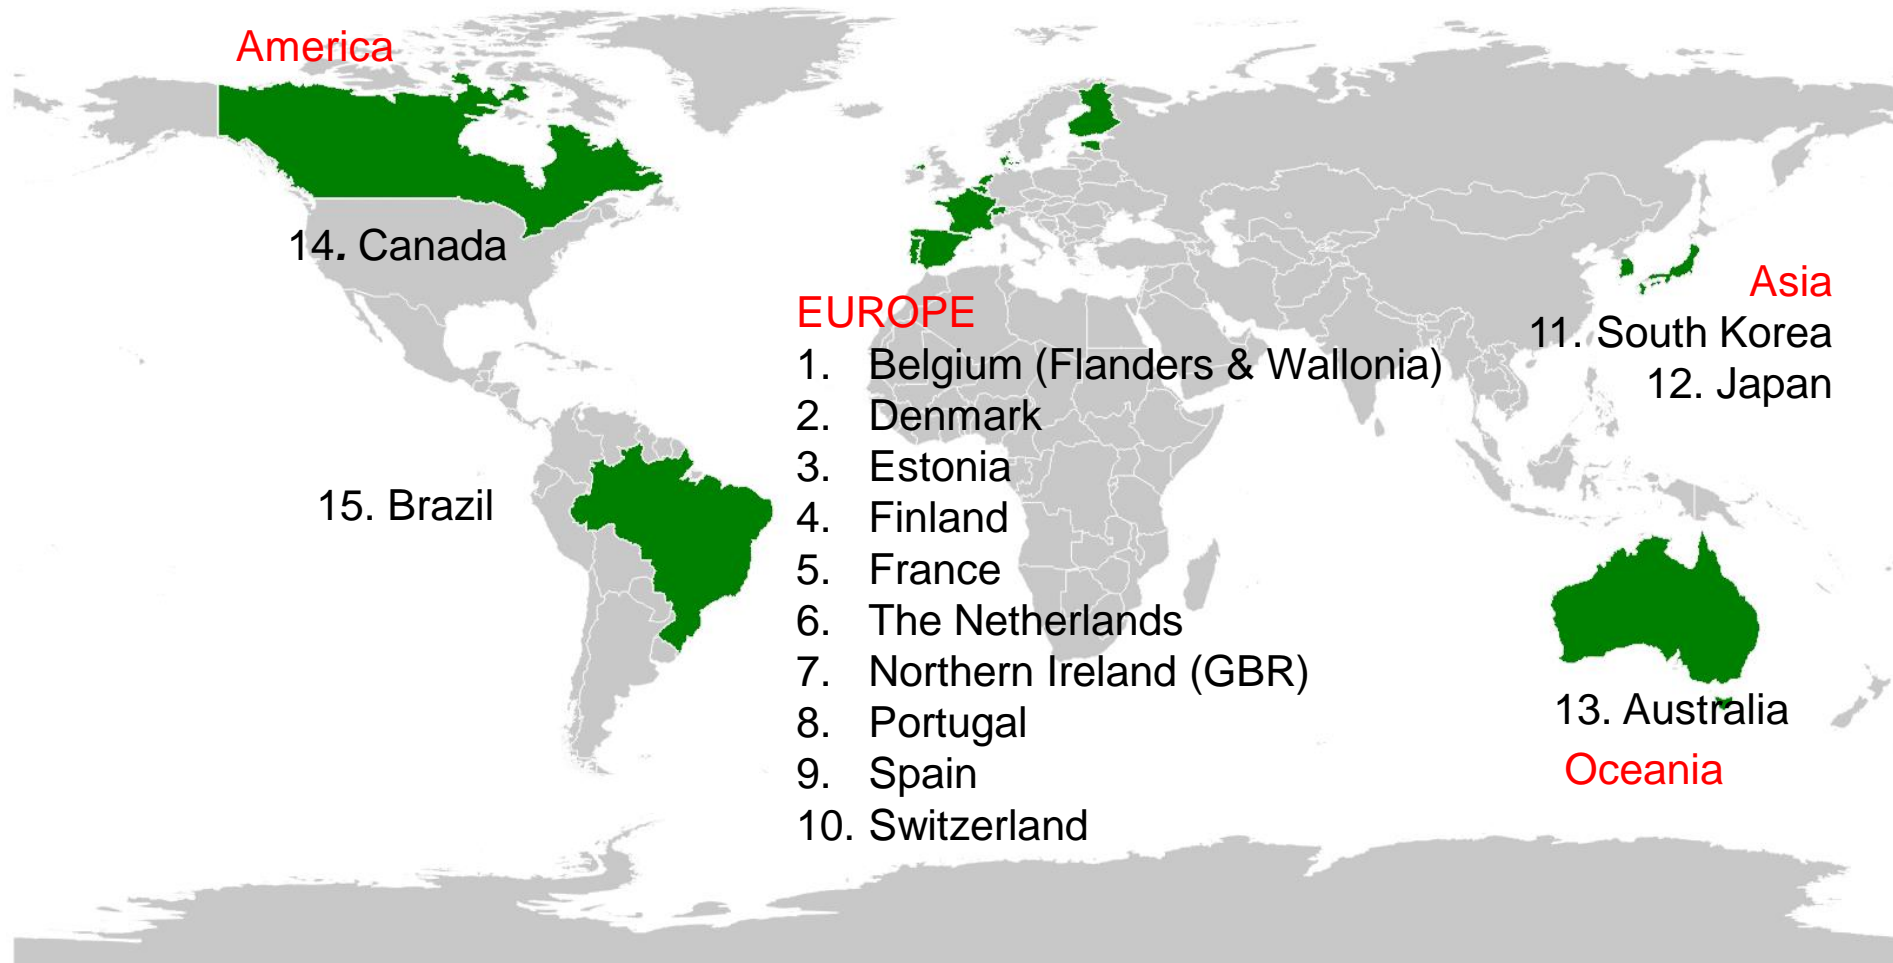 America
14. Canada
15. Brazil
EUROPE
1. Belgium (Flanders & Wallonia)
2. Denmark
3. Estonia
4. Finland
5. France
6. The Netherlands
7. Northern Ireland (GBR)
8. Portugal
9. Spain
10. Switzerland
Asia
11. South Korea
12. Japan
13. Australia
Oceania